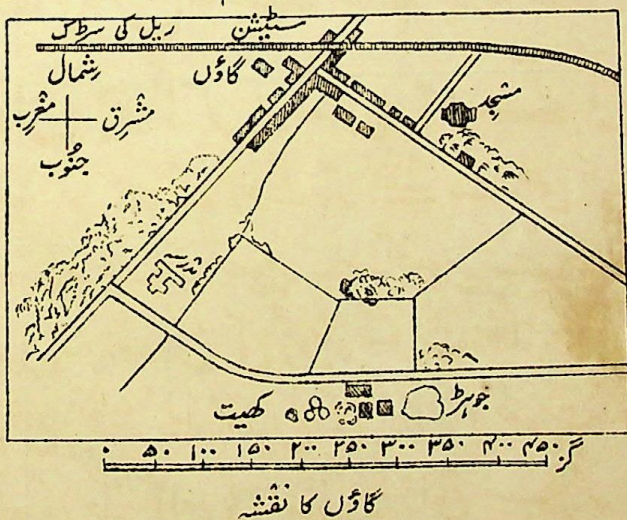 ریل کی سڑک سٹیشن
شمال گاؤں
مغرب مشرق مسجد
جنوب
مدرسہ
کھیت جوہڑ
۰ ۵۰ ۱۰۰ ۱۵۰ ۲۰۰ ۲۵۰ ۳۰۰ ۳۵۰ ۴۰۰ ۴۵۰ گز
گاؤں کا نقشہ